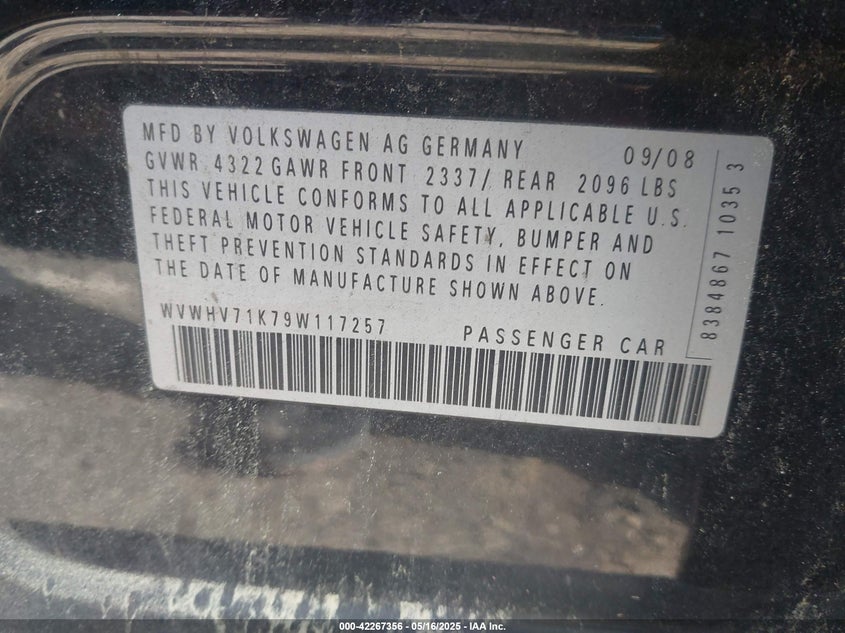 MFD BY VOLKSWAGEN AG GERMANY 09/08
GVWR 4322 GAWR FRONT 2337/ REAR 2096 LBS
THIS VEHICLE CONFORMS TO ALL APPLICABLE U.S.
FEDERAL MOTOR VEHICLE SAFETY, BUMPER AND
THEFT PREVENTION STANDARDS IN EFFECT ON
THE DATE OF MANUFACTURE SHOWN ABOVE.
WVWHV71K79W117257 PASSENGER CAR
8384867 1035 3
000-42267356 - 05/16/2025 - IAA Inc.